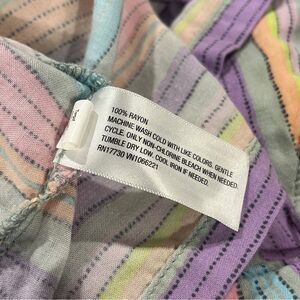 100% RAYON
MACHINE WASH COLD WITH LIKE COLORS, GENTLE
CYCLE. ONLY NON-CHLORINE BLEACH WHEN NEEDED.
TUMBLE DRY LOW. COOL IRON IF NEEDED.
RN17730 VN1066221